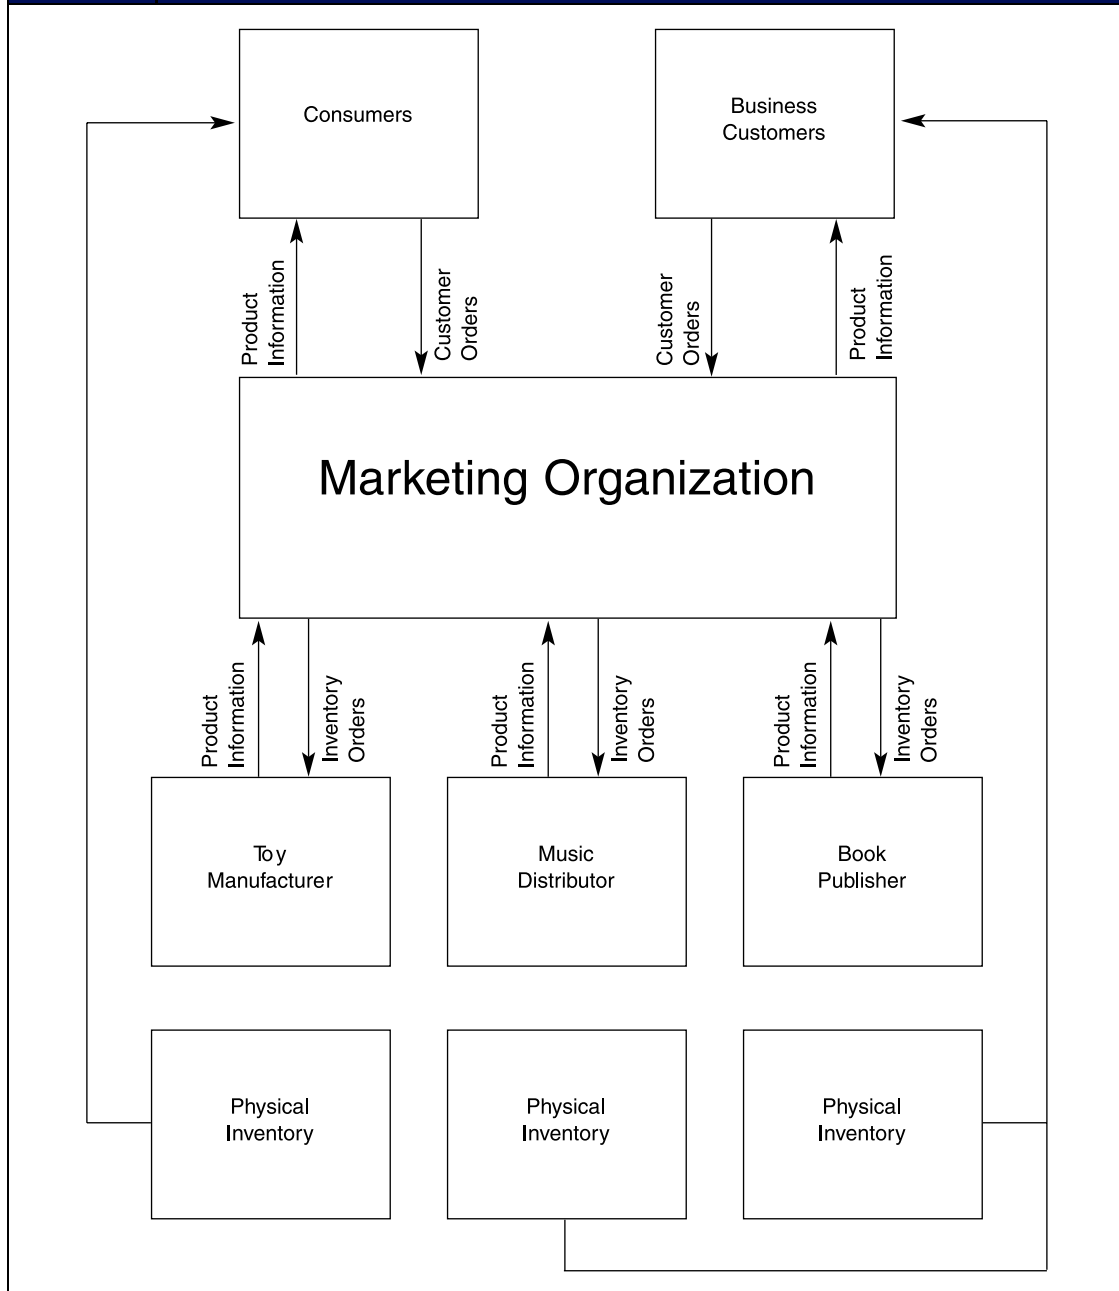 Consumers
Business
Customers
Product
Information
Customer
Orders
Customer
Orders
Product
Information
Marketing Organization
Product
Information
Inventory
Orders
Product
Information
Inventory
Orders
Product
Information
Inventory
Orders
Toy
Manufacturer
Music
Distributor
Book
Publisher
Physical
Inventory
Physical
Inventory
Physical
Inventory